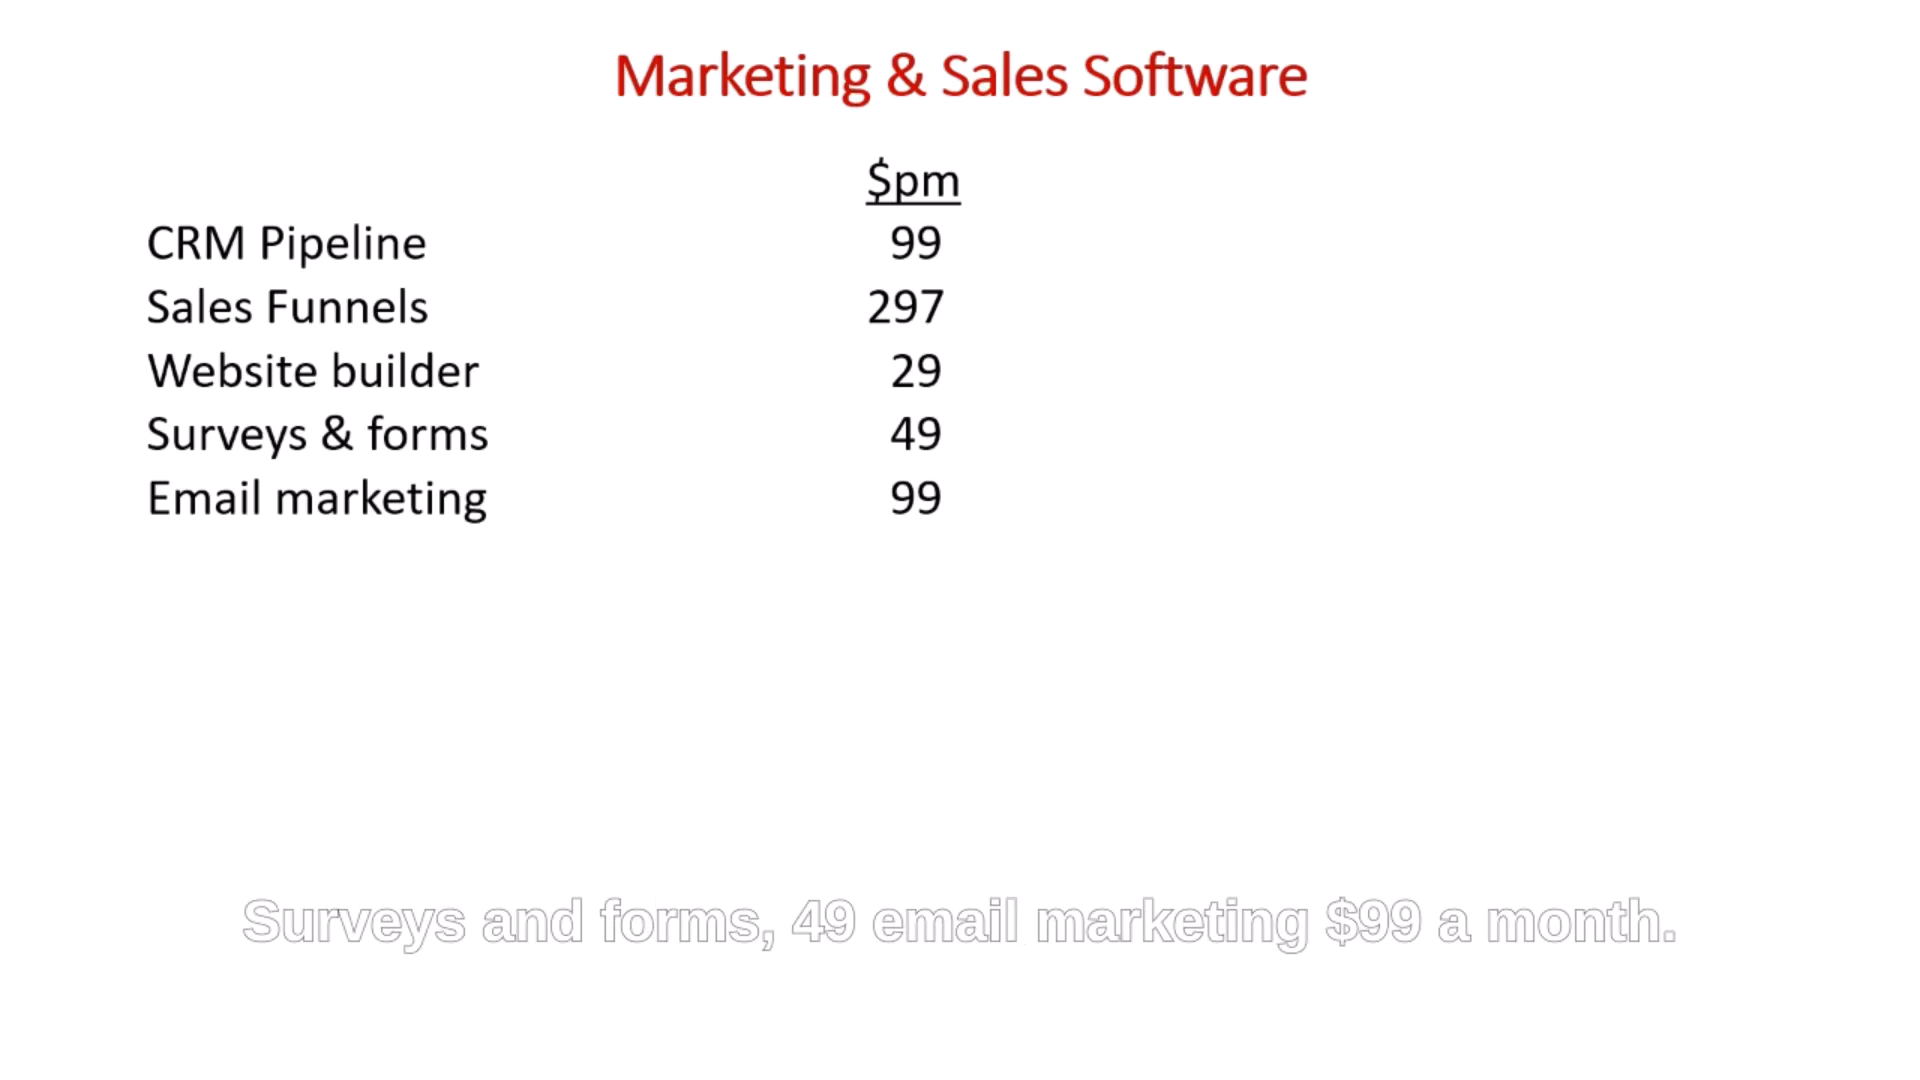 Marketing & Sales Software
$pm
CRM Pipeline 99
Sales Funnels 297
Website builder 29
Surveys & forms 49
Email marketing 99
Surveys and forms, 49 email marketing $99 a month.